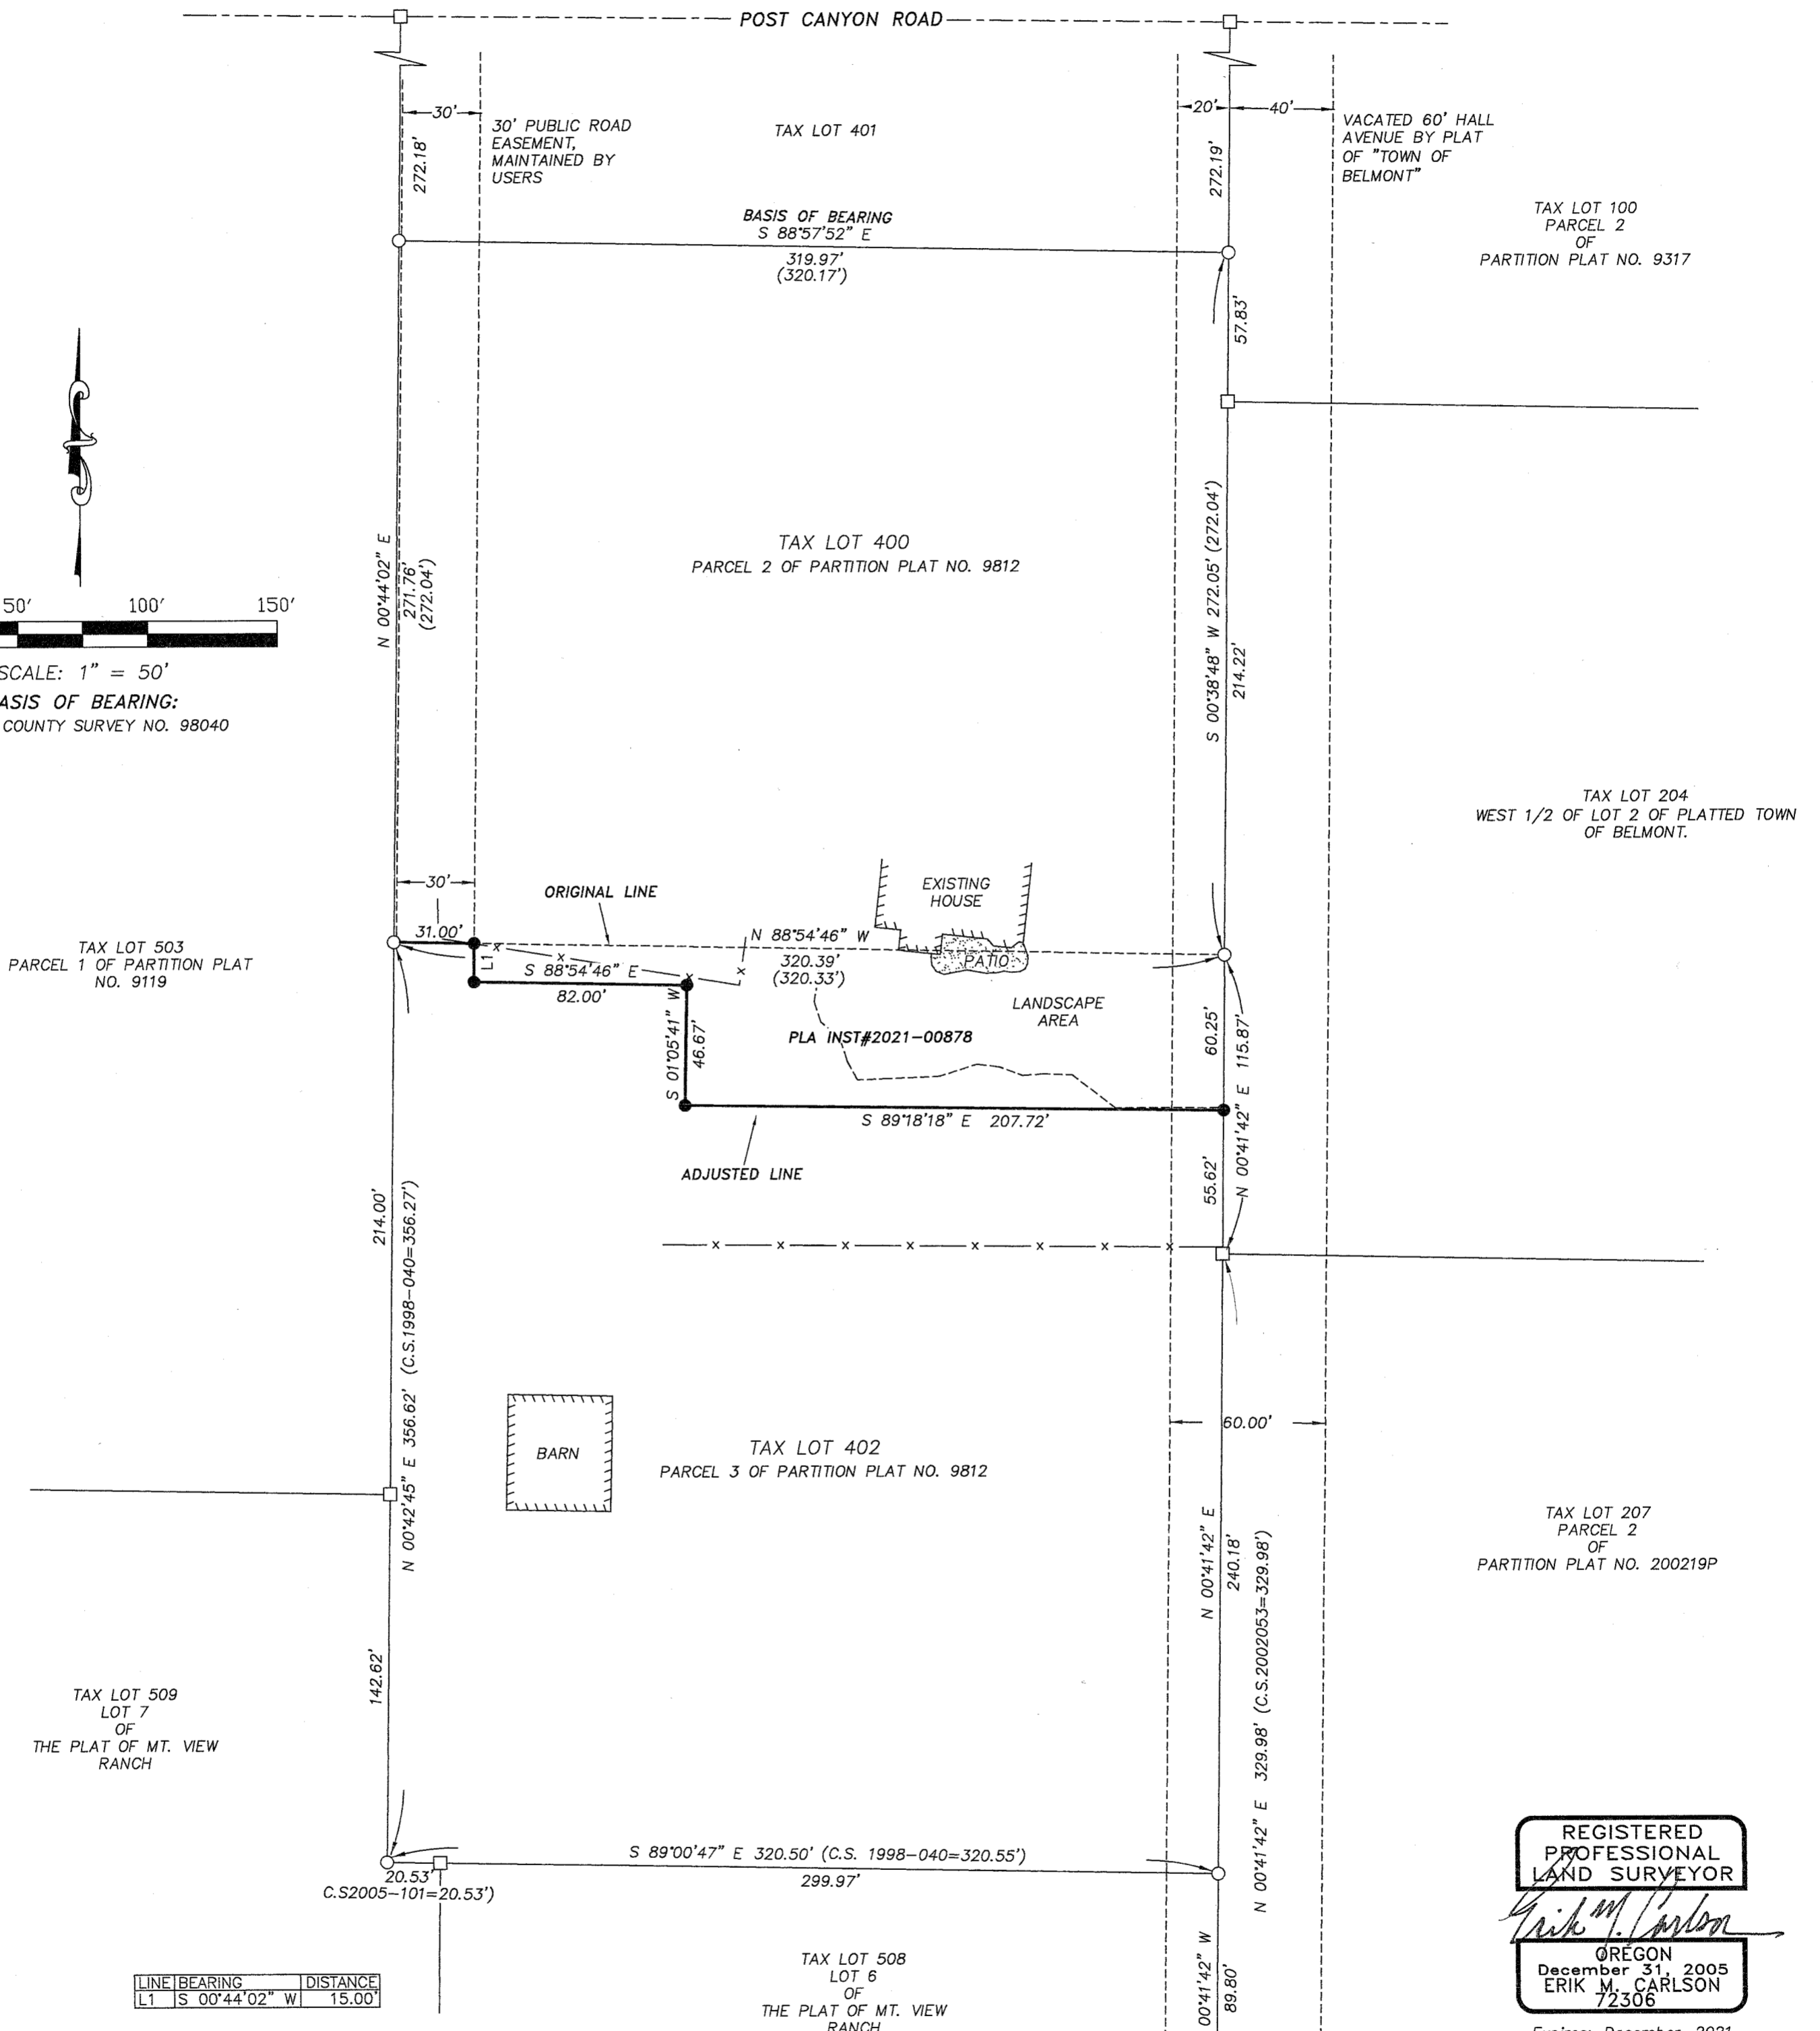 POST CANYON ROAD
30'
20'
40'
272.18'
30' PUBLIC ROAD
EASEMENT,
MAINTAINED BY
USERS
TAX LOT 401
272.19'
VACATED 60' HALL
AVENUE BY PLAT
OF "TOWN OF
BELMONT"
BASIS OF BEARING
S 88°57'52" E
319.97'
(320.17')
TAX LOT 100
PARCEL 2
OF
PARTITION PLAT NO. 9317
57.83'
N 00°44'02" E
271.76'
(272.04')
TAX LOT 400
PARCEL 2 OF PARTITION PLAT NO. 9812
S 00°38'48" W 272.05' (272.04')
214.22'
50'
100'
150'
SCALE: 1" = 50'
ASIS OF BEARING:
COUNTY SURVEY NO. 98040
TAX LOT 204
WEST 1/2 OF LOT 2 OF PLATTED TOWN
OF BELMONT.
30'
ORIGINAL LINE
EXISTING
HOUSE
31.00'
TAX LOT 503
PARCEL 1 OF PARTITION PLAT
NO. 9119
L1
x
x
x
x
S 88°54'46" E
82.00'
N 88°54'46" W
320.39'
(320.33')
PATIO
LANDSCAPE
AREA
S 01°05'41" W
46.67'
PLA INST#2021-00878
60.25'
N 00°41'42" E 115.87'
S 89°18'18" E 207.72'
ADJUSTED LINE
55.62'
x x x x x x x x
214.00'
N 00°42'45" E 356.62' (C.S.1998-040=356.27')
BARN
TAX LOT 402
PARCEL 3 OF PARTITION PLAT NO. 9812
60.00'
N 00°41'42" E
240.18'
N 00°41'42" E 329.98' (C.S.2002053=329.98')
TAX LOT 207
PARCEL 2
OF
PARTITION PLAT NO. 200219P
142.62'
TAX LOT 509
LOT 7
OF
THE PLAT OF MT. VIEW
RANCH
S 89°00'47" E 320.50' (C.S. 1998-040=320.55')
299.97'
20.53'
C.S2005-101=20.53')
00°41'42" W
89.80'
TAX LOT 508
LOT 6
OF
THE PLAT OF MT. VIEW
RANCH
LINE BEARING DISTANCE
L1 S 00°44'02" W 15.00'
REGISTERED
PROFESSIONAL
LAND SURVEYOR
Erik M. Carlson
OREGON
December 31, 2005
ERIK M. CARLSON
72306
Expires: December, 2021